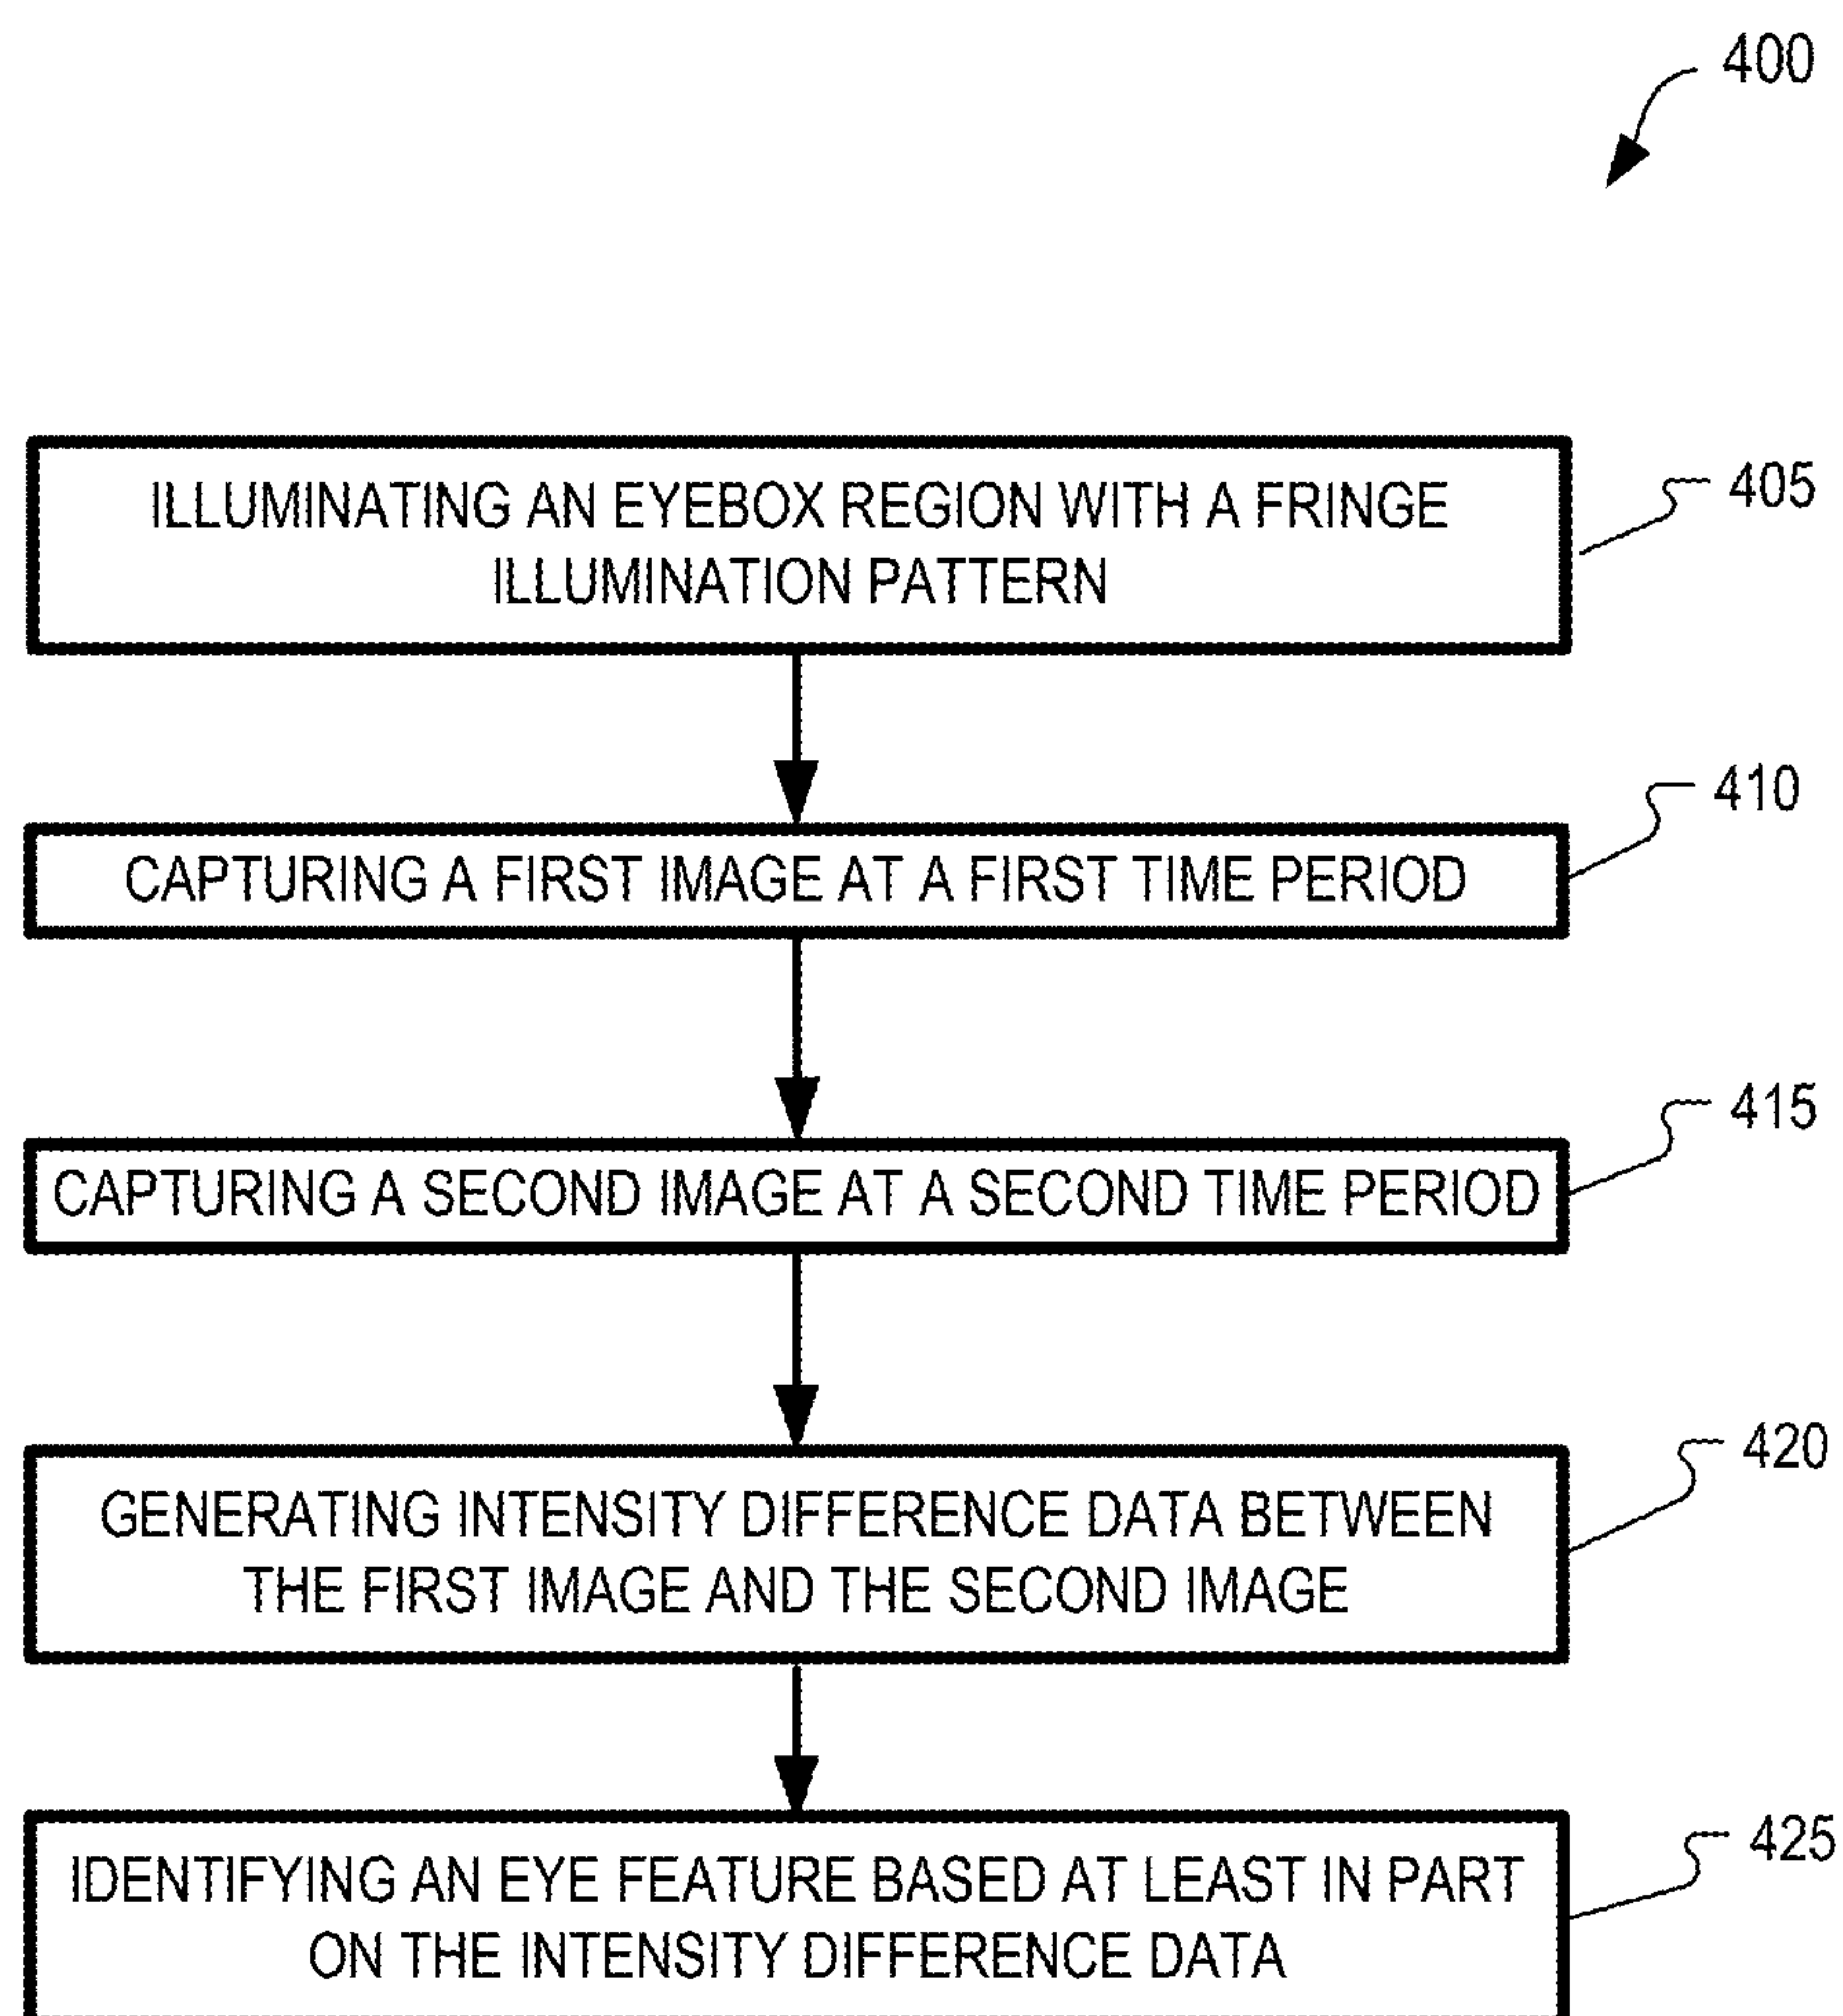 400
ILLUMINATING AN EYEBOX REGION WITH A FRINGE
ILLUMINATION PATTERN
405
CAPTURING A FIRST IMAGE AT A FIRST TIME PERIOD
410
CAPTURING A SECOND IMAGE AT A SECOND TIME PERIOD
415
GENERATING INTENSITY DIFFERENCE DATA BETWEEN
THE FIRST IMAGE AND THE SECOND IMAGE
420
IDENTIFYING AN EYE FEATURE BASED AT LEAST IN PART
ON THE INTENSITY DIFFERENCE DATA
425